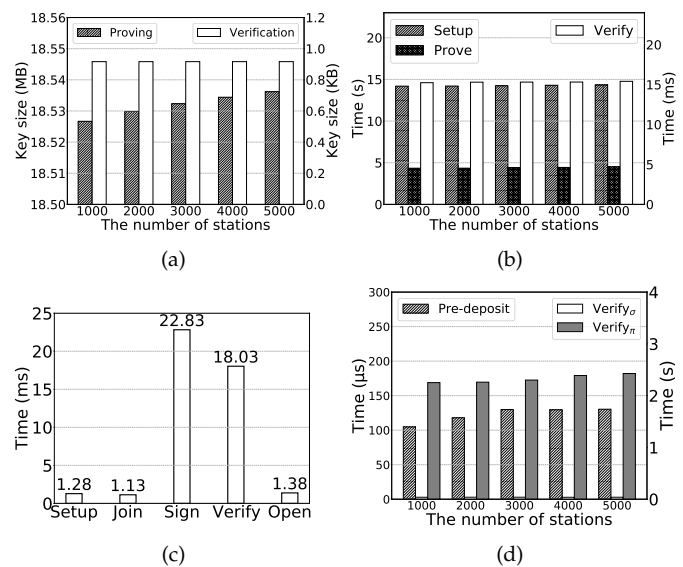 18.56
18.55
18.54
18.53
18.52
18.51
18.50
Key size (MB)
Proving
Verification
1.2
1.0
0.8
0.6
0.4
0.2
0.0
Key size (KB)
1000 2000 3000 4000 5000
The number of stations
(a)
20
15
10
5
0
Time (s)
Setup
Prove
Verify
20
15
10
5
0
Time (ms)
1000 2000 3000 4000 5000
The number of stations
(b)
25
20
15
10
5
0
Time (ms)
1.28
1.13
22.83
18.03
1.38
Setup Join Sign Verify Open
(c)
300
250
200
150
100
50
0
Time (μs)
Pre-deposit
Verifyσ
Verifyπ
4
3
2
1
0
Time (s)
1000 2000 3000 4000 5000
The number of stations
(d)